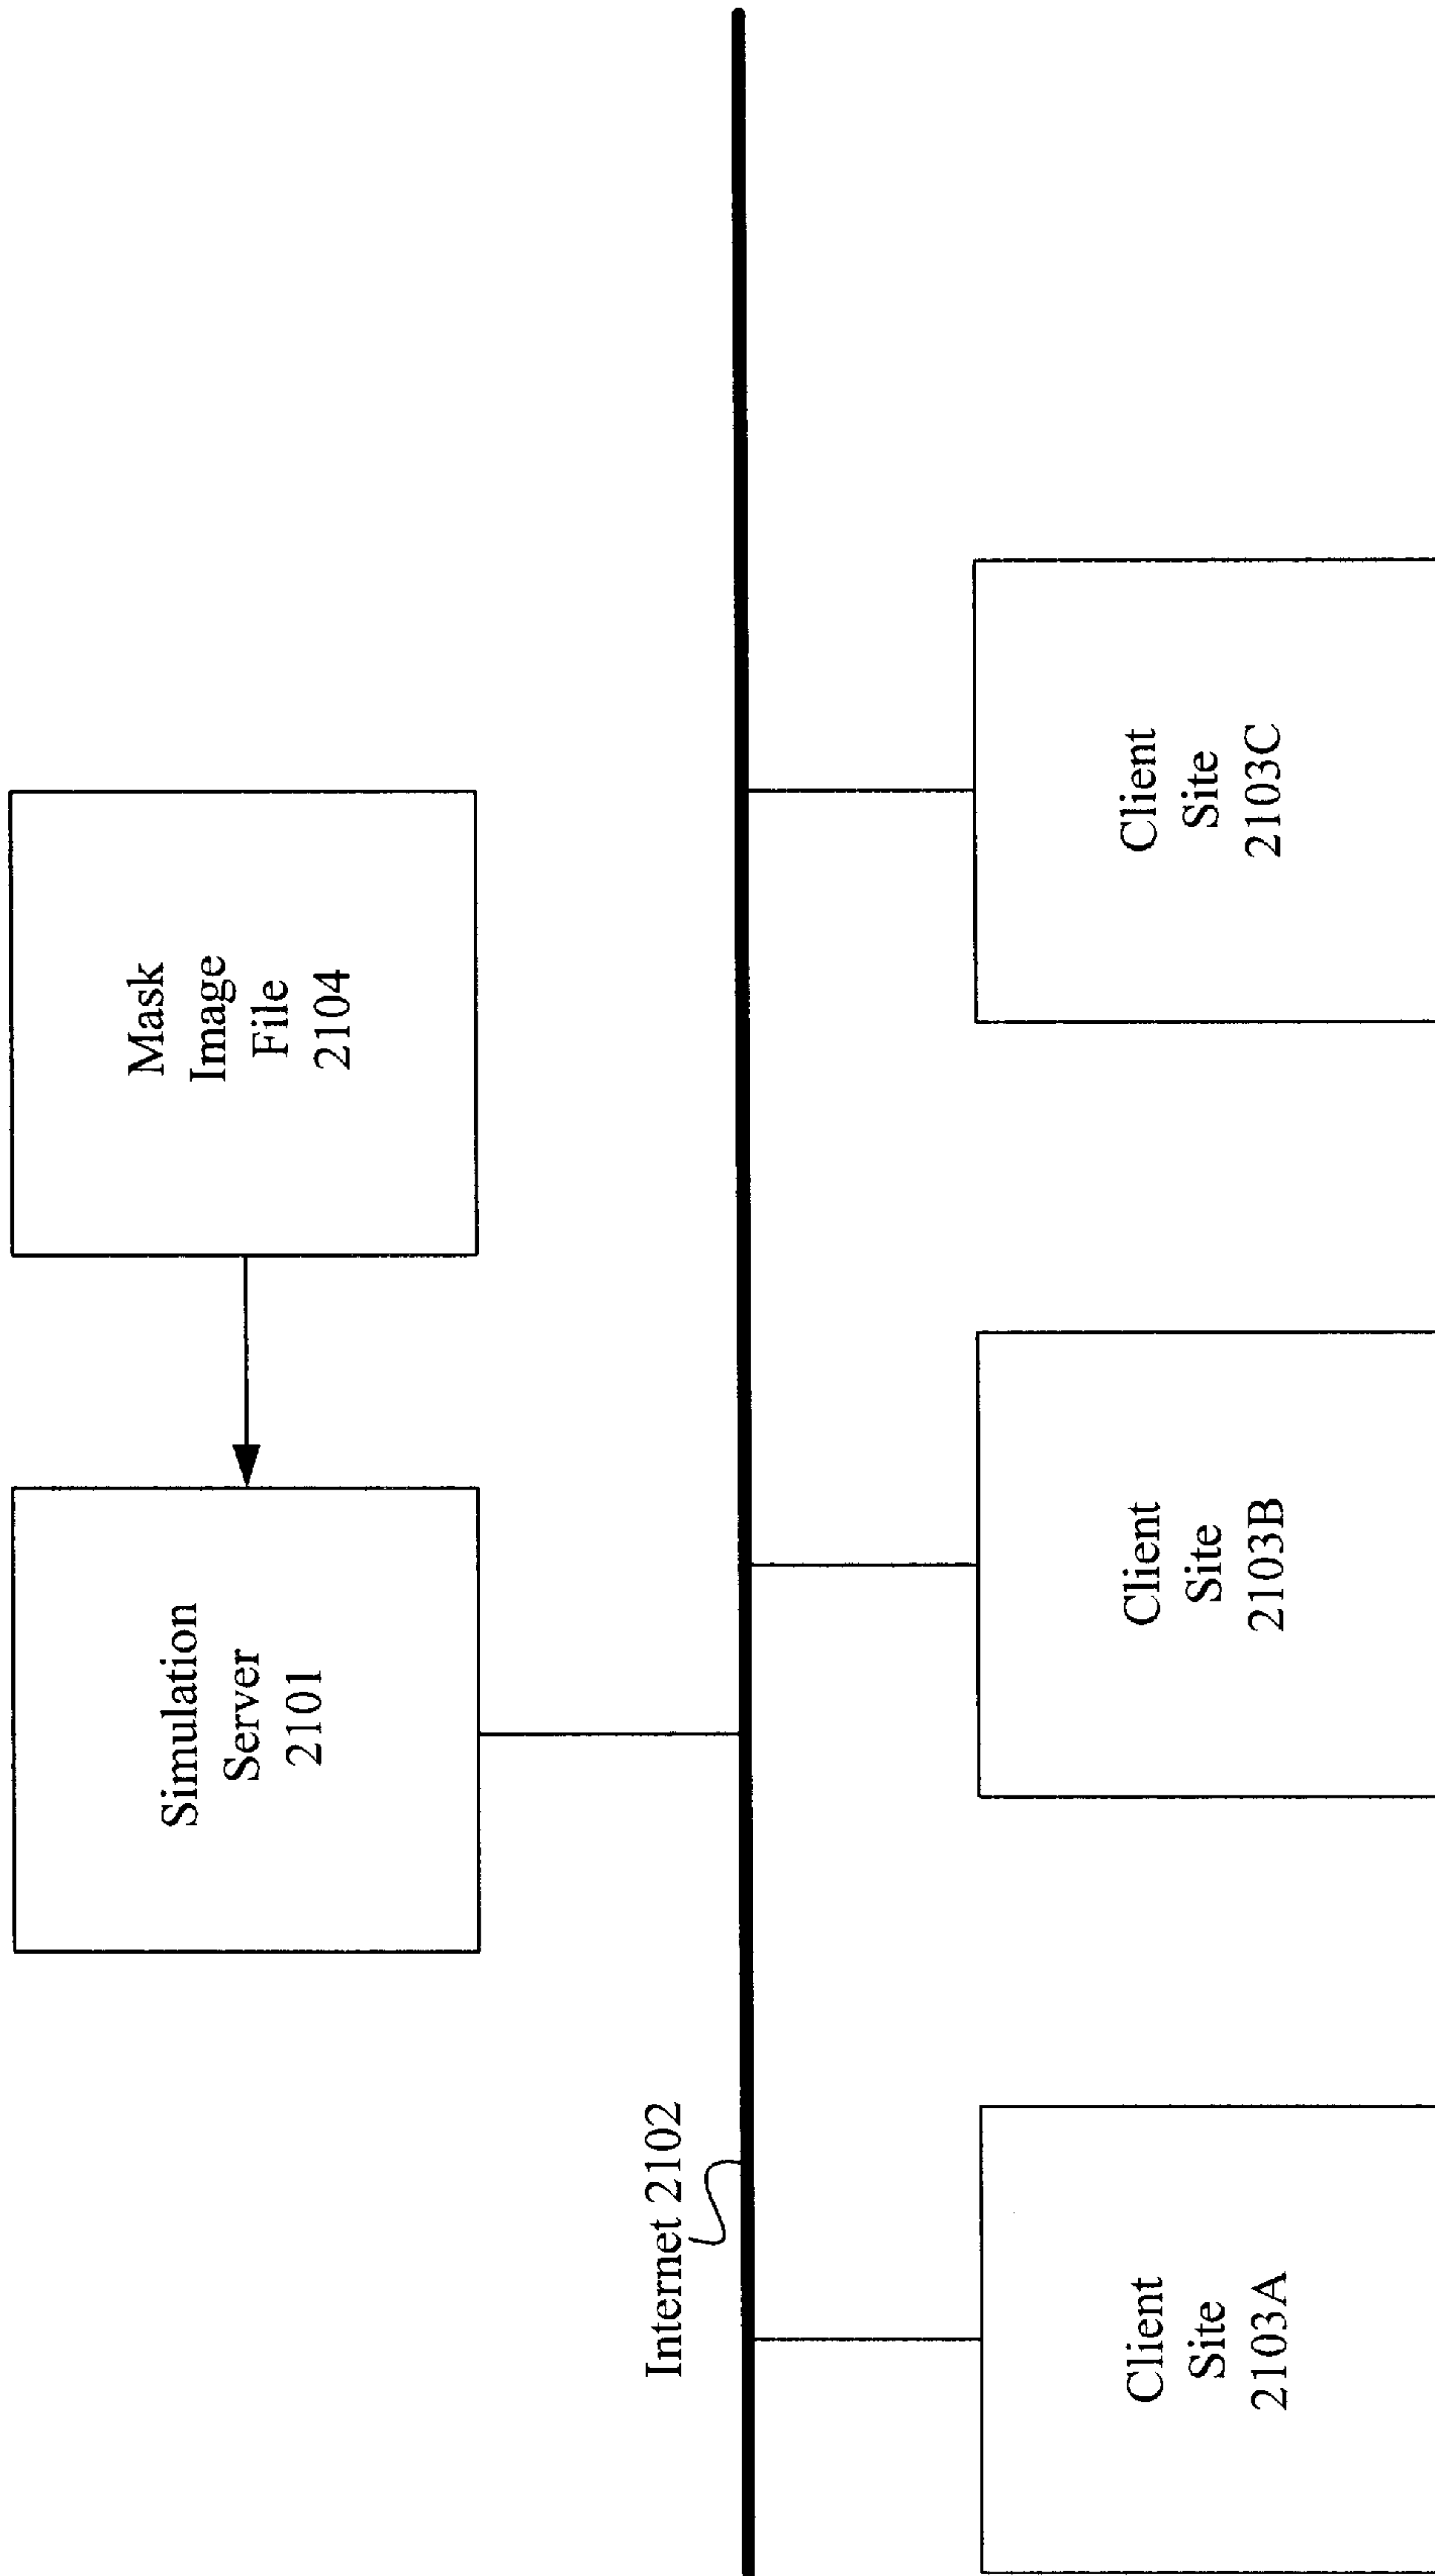 Simulation
Server
2101
Mask
Image
File
2104
Internet 2102
Client
Site
2103A
Client
Site
2103B
Client
Site
2103C